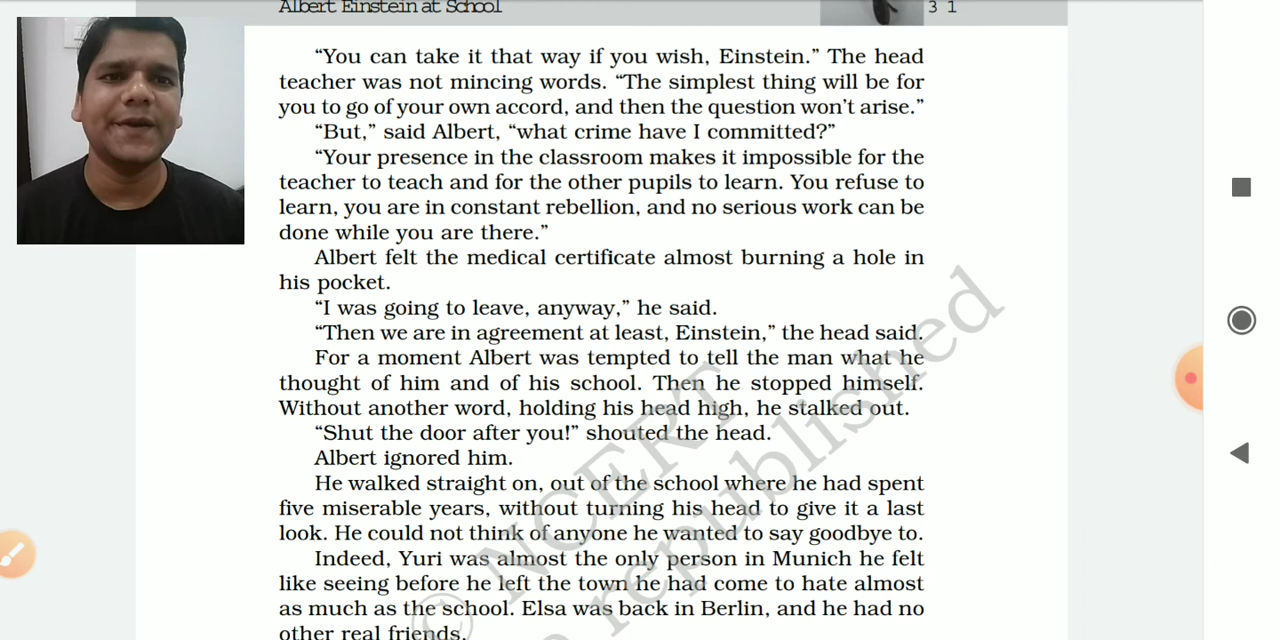 Albert Einstein at School
3 1
“You can take it that way if you wish, Einstein.” The head
teacher was not mincing words. “The simplest thing will be for
you to go of your own accord, and then the question won’t arise.”
“But,” said Albert, “what crime have I committed?”
“Your presence in the classroom makes it impossible for the
teacher to teach and for the other pupils to learn. You refuse to
learn, you are in constant rebellion, and no serious work can be
done while you are there.”
Albert felt the medical certificate almost burning a hole in
his pocket.
“I was going to leave, anyway,” he said.
“Then we are in agreement at least, Einstein,” the head said.
For a moment Albert was tempted to tell the man what he
thought of him and of his school. Then he stopped himself.
Without another word, holding his head high, he stalked out.
“Shut the door after you!” shouted the head.
Albert ignored him.
He walked straight on, out of the school where he had spent
five miserable years, without turning his head to give it a last
look. He could not think of anyone he wanted to say goodbye to.
Indeed, Yuri was almost the only person in Munich he felt
like seeing before he left the town he had come to hate almost
as much as the school. Elsa was back in Berlin, and he had no
other real friends.
© NCERT
republished